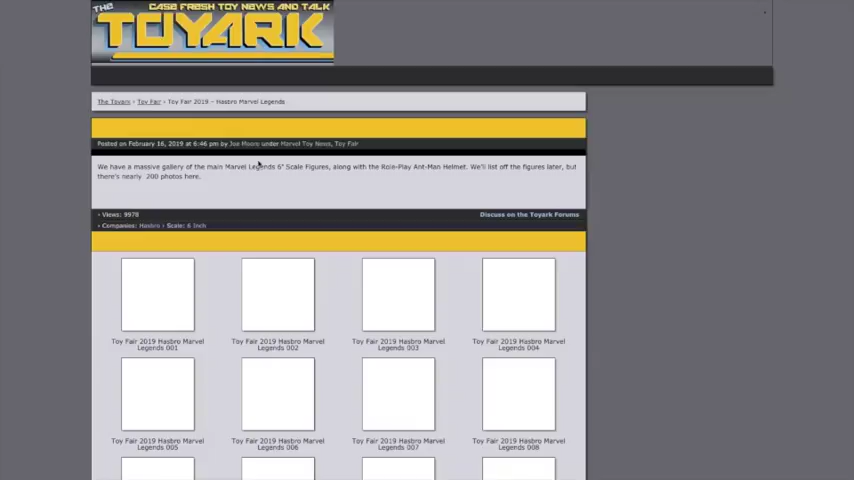 THE
CASE FRESH TOY NEWS AND TALK
TOYARK
The Toyark › Toy Fair › Toy Fair 2019 – Hasbro Marvel Legends
Posted on February 16, 2019 at 6:46 pm by Joe Moore under Marvel Toy News, Toy Fair
We have a massive gallery of the main Marvel Legends 6" Scale Figures, along with the Role-Play Ant-Man Helmet. We'll list off the figures later, but
there's nearly 200 photos here.
› Views: 9978
Discuss on the Toyark Forums
› Companies: Hasbro › Scale: 6 Inch
Toy Fair 2019 Hasbro Marvel
Legends 001
Toy Fair 2019 Hasbro Marvel
Legends 002
Toy Fair 2019 Hasbro Marvel
Legends 003
Toy Fair 2019 Hasbro Marvel
Legends 004
Toy Fair 2019 Hasbro Marvel
Legends 005
Toy Fair 2019 Hasbro Marvel
Legends 006
Toy Fair 2019 Hasbro Marvel
Legends 007
Toy Fair 2019 Hasbro Marvel
Legends 008